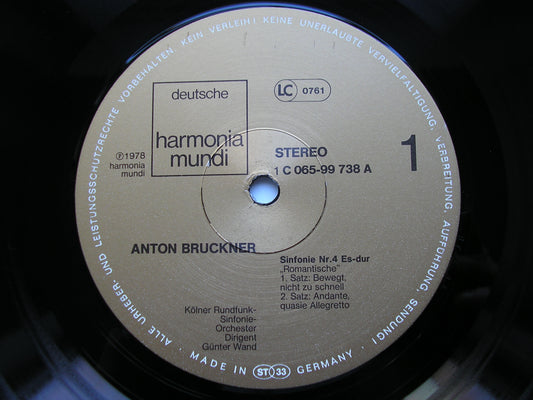 ALLE URHEBER- UND LEISTUNGSSCHUTZRECHTE VORBEHALTEN. KEIN VERLEIH! KEINE UNERLAUBTE VERVIELFÄLTIGUNG, VERBREITUNG, AUFFÜHRUNG, SENDUNG!
deutsche
harmonia
mundi
LC 0761
℗1978
harmonia
mundi
STEREO
1 C 065-99 738 A
1
ANTON BRUCKNER
Sinfonie Nr.4 Es-dur
„Romantische"
1. Satz: Bewegt,
nicht zu schnell
2. Satz: Andante,
quasie Allegretto
Kölner Rundfunk-
Sinfonie-
Orchester
Dirigent
Günter Wand
• MADE IN GERMANY •
ST 33